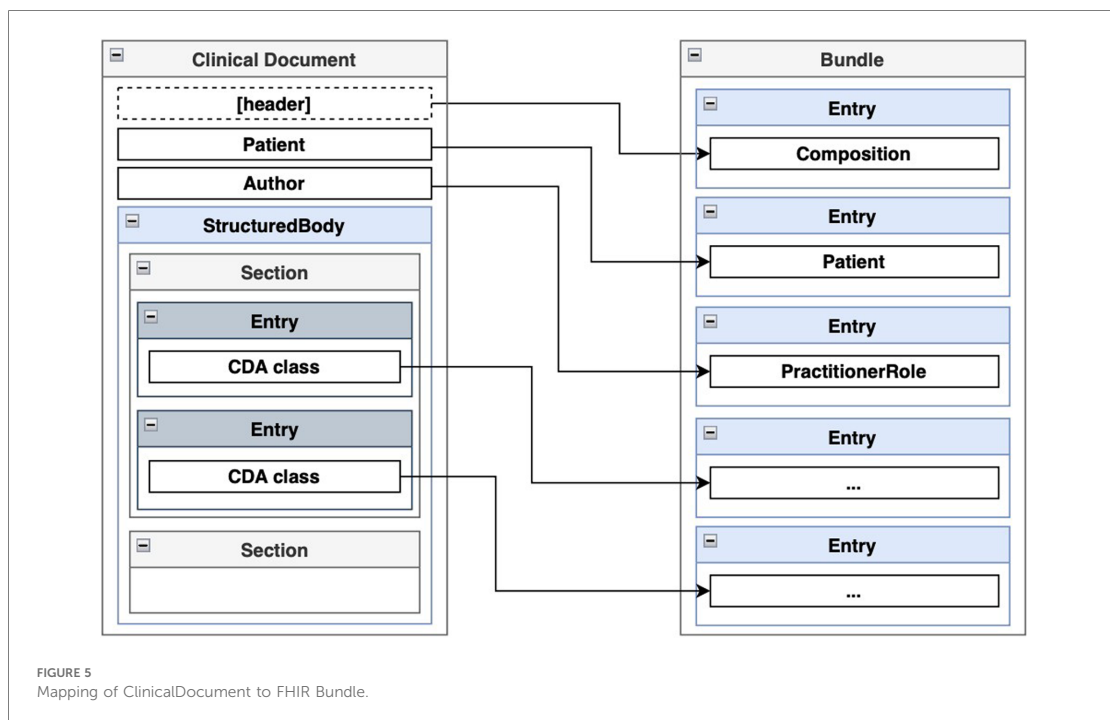 Clinical Document
[header]
Patient
Author
StructuredBody
Section
Entry
CDA class
Entry
CDA class
Section
Bundle
Entry
Composition
Entry
Patient
Entry
PractitionerRole
Entry
...
Entry
...
FIGURE 5
Mapping of ClinicalDocument to FHIR Bundle.